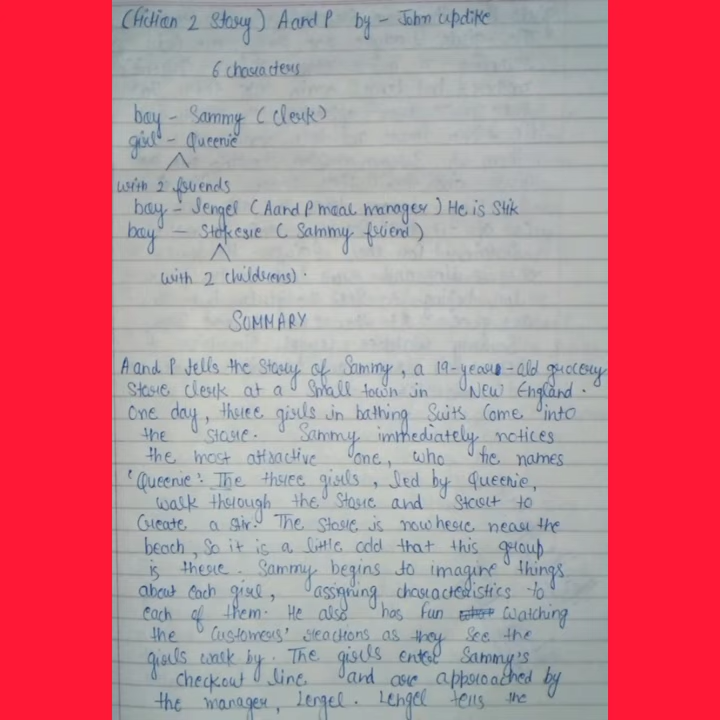 (Fiction 2 Story) A and P by - John updike
6 characters
boy - Sammy (Clerk)
girl - Queenie
with 2 friends
boy - Lengel (A and P meal manager) He is Stik
boy - Stokesie (Sammy friend)
with 2 childrens).
SUMMARY
A and P tells the story of Sammy, a 19-years-old grocery
store clerk at a small town in NEW England.
One day, three girls in bathing Suits Come into
the store. Sammy immediately notices
the most attractive one, who he names
'Queenie'. The three girls, led by Queenie,
walk through the store and start to
Create a stir. The store is nowhere near the
beach, So it is a little odd that this group
is there. Sammy begins to imagine things
about each girl, assigning characteristics to
each of them. He also has fun watching
the Customers' reactions as they see the
girls walk by. The girls enter Sammy's
checkout line and are approached by
the manager, Lengel. Lengel tells the